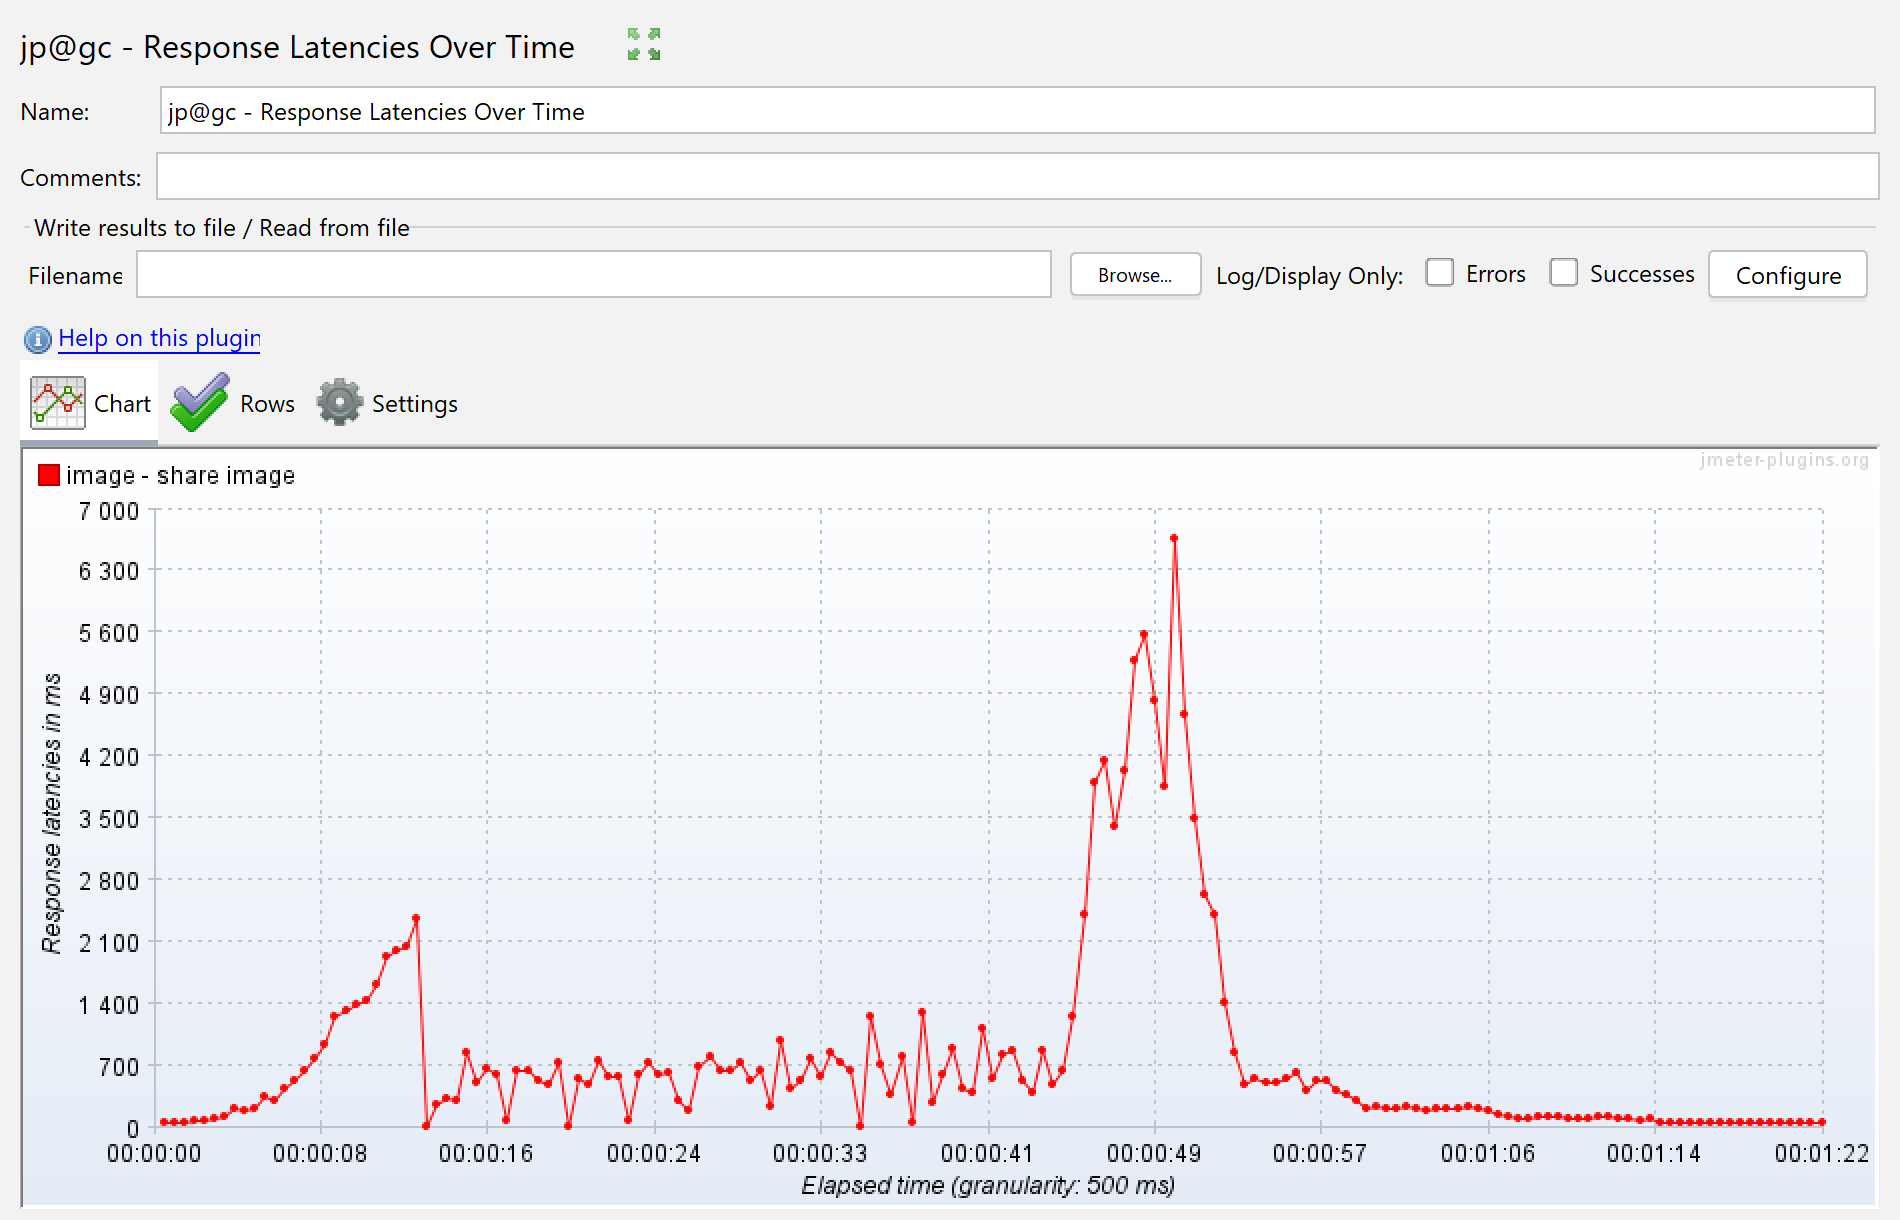 jp@gc - Response Latencies Over Time
Name: jp@gc - Response Latencies Over Time
Comments:
Write results to file / Read from file
Filename Browse... Log/Display Only: Errors Successes Configure
Help on this plugin
Chart Rows Settings
image - share image
jmeter-plugins.org
7 000
6 300
5 600
4 900
4 200
3 500
2 800
2 100
1 400
700
0
Response latencies in ms
00:00:00 00:00:08 00:00:16 00:00:24 00:00:33 00:00:41 00:00:49 00:00:57 00:01:06 00:01:14 00:01:22
Elapsed time (granularity: 500 ms)